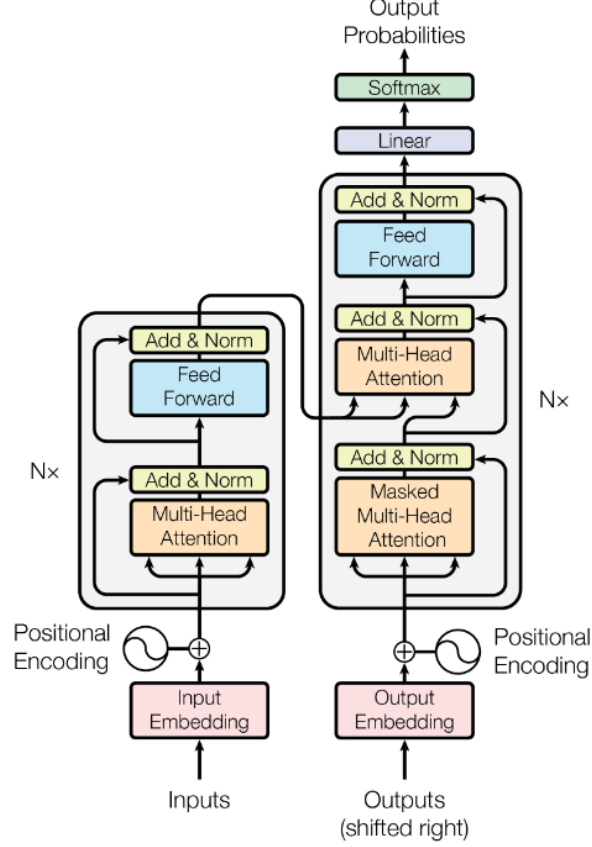 Output
Probabilities
Softmax
Linear
Add & Norm
Feed
Forward
Add & Norm
Multi-Head
Attention
Add & Norm
Masked
Multi-Head
Attention
N×
Add & Norm
Feed
Forward
Add & Norm
Multi-Head
Attention
N×
Positional
Encoding
Positional
Encoding
Input
Embedding
Output
Embedding
Inputs
Outputs
(shifted right)